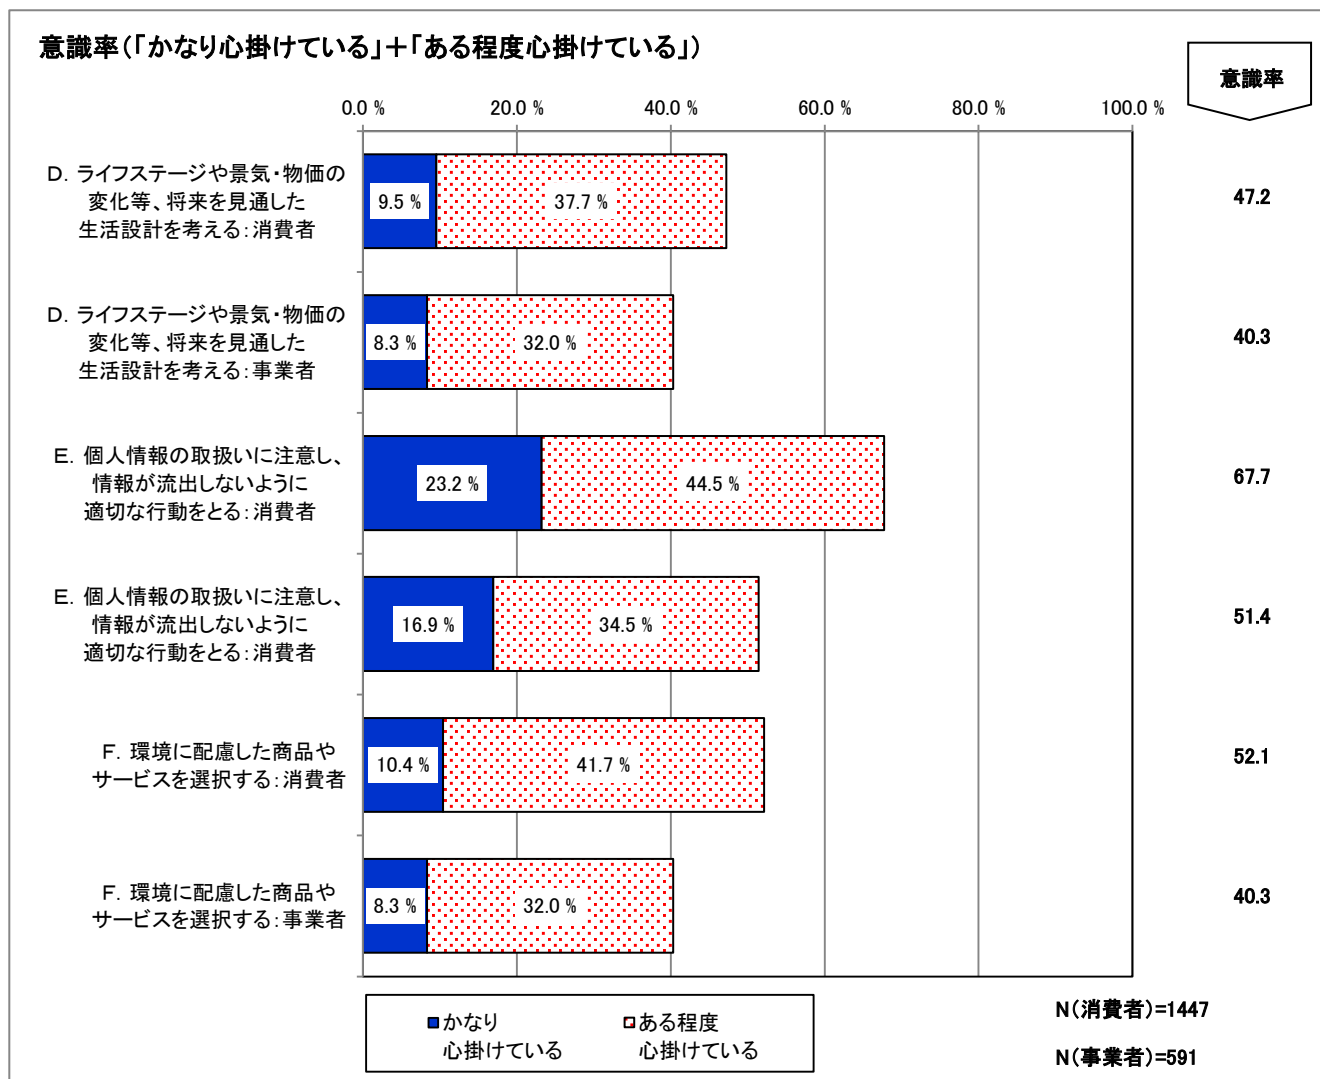 意識率(「かなり心掛けている」+「ある程度心掛けている」)
意識率
0.0 % 20.0 % 40.0 % 60.0 % 80.0 % 100.0 %
D. ライフステージや景気・物価の
変化等、将来を見通した
生活設計を考える:消費者
9.5 % 37.7 % 47.2
D. ライフステージや景気・物価の
変化等、将来を見通した
生活設計を考える:事業者
8.3 % 32.0 % 40.3
E. 個人情報の取扱いに注意し、
情報が流出しないように
適切な行動をとる:消費者
23.2 % 44.5 % 67.7
E. 個人情報の取扱いに注意し、
情報が流出しないように
適切な行動をとる:消費者
16.9 % 34.5 % 51.4
F. 環境に配慮した商品や
サービスを選択する:消費者
10.4 % 41.7 % 52.1
F. 環境に配慮した商品や
サービスを選択する:事業者
8.3 % 32.0 % 40.3
かなり
心掛けている
ある程度
心掛けている
N(消費者)=1447
N(事業者)=591